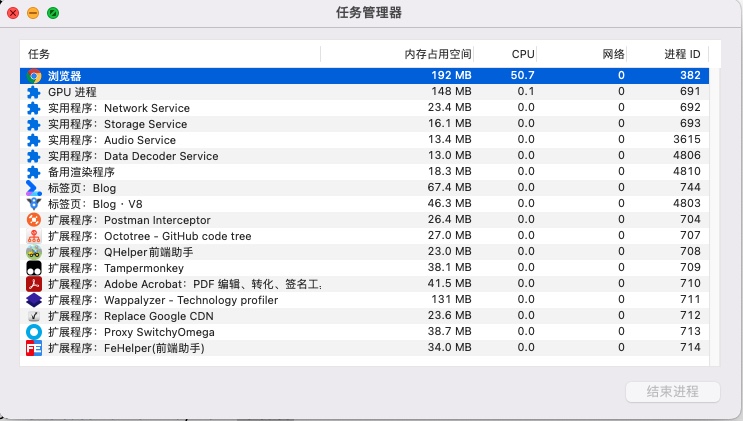 任务管理器
任务 内存占用空间 CPU 网络 进程 ID
浏览器 192 MB 50.7 0 382
GPU 进程 148 MB 0.1 0 691
实用程序：Network Service 23.4 MB 0.0 0 692
实用程序：Storage Service 16.1 MB 0.0 0 693
实用程序：Audio Service 13.4 MB 0.0 0 3615
实用程序：Data Decoder Service 13.0 MB 0.0 0 4806
备用渲染程序 18.3 MB 0.0 0 4810
标签页：Blog 67.4 MB 0.0 0 744
标签页：Blog · V8 46.3 MB 0.0 0 4803
扩展程序：Postman Interceptor 26.4 MB 0.0 0 704
扩展程序：Octotree - GitHub code tree 27.0 MB 0.0 0 707
扩展程序：QHelper前端助手 23.0 MB 0.0 0 708
扩展程序：Tampermonkey 38.1 MB 0.0 0 709
扩展程序：Adobe Acrobat：PDF 编辑、转化、签名工... 41.5 MB 0.0 0 710
扩展程序：Wappalyzer - Technology profiler 131 MB 0.0 0 711
扩展程序：Replace Google CDN 23.6 MB 0.0 0 712
扩展程序：Proxy SwitchyOmega 38.7 MB 0.0 0 713
扩展程序：FeHelper(前端助手) 34.0 MB 0.0 0 714
结束进程